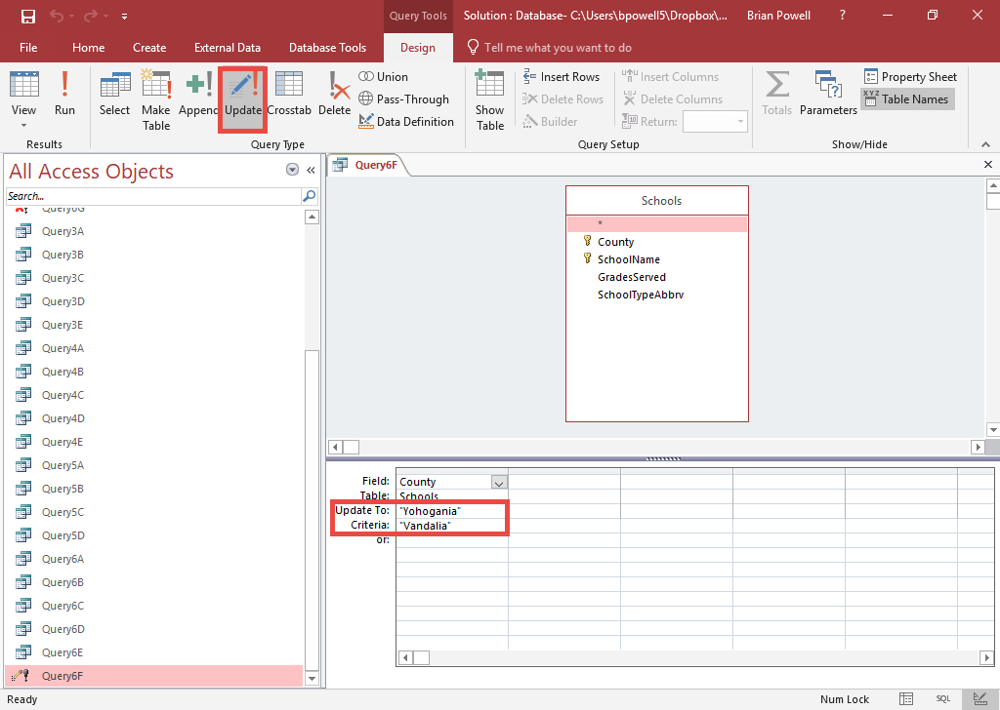 Query Tools
Solution : Database- C:\Users\bpowell5\Dropbox\...
Brian Powell
?
File
Home
Create
External Data
Database Tools
Design
Tell me what you want to do
View
Run
Select
Make Table
Append
Update
Crosstab
Delete
Union
Pass-Through
Data Definition
Show Table
Insert Rows
Delete Rows
Builder
Insert Columns
Delete Columns
Return:
Totals
Parameters
Property Sheet
Table Names
Results
Query Type
Query Setup
Show/Hide
All Access Objects
Search...
Query6G
Query3A
Query3B
Query3C
Query3D
Query3E
Query4A
Query4B
Query4C
Query4D
Query4E
Query5A
Query5B
Query5C
Query5D
Query6A
Query6B
Query6C
Query6D
Query6E
Query6F
Query6F
Schools
*
County
SchoolName
GradesServed
SchoolTypeAbbrv
Field: County
Table: Schools
Update To: "Yohogania"
Criteria: "Vandalia"
or:
Ready
Num Lock
SQL